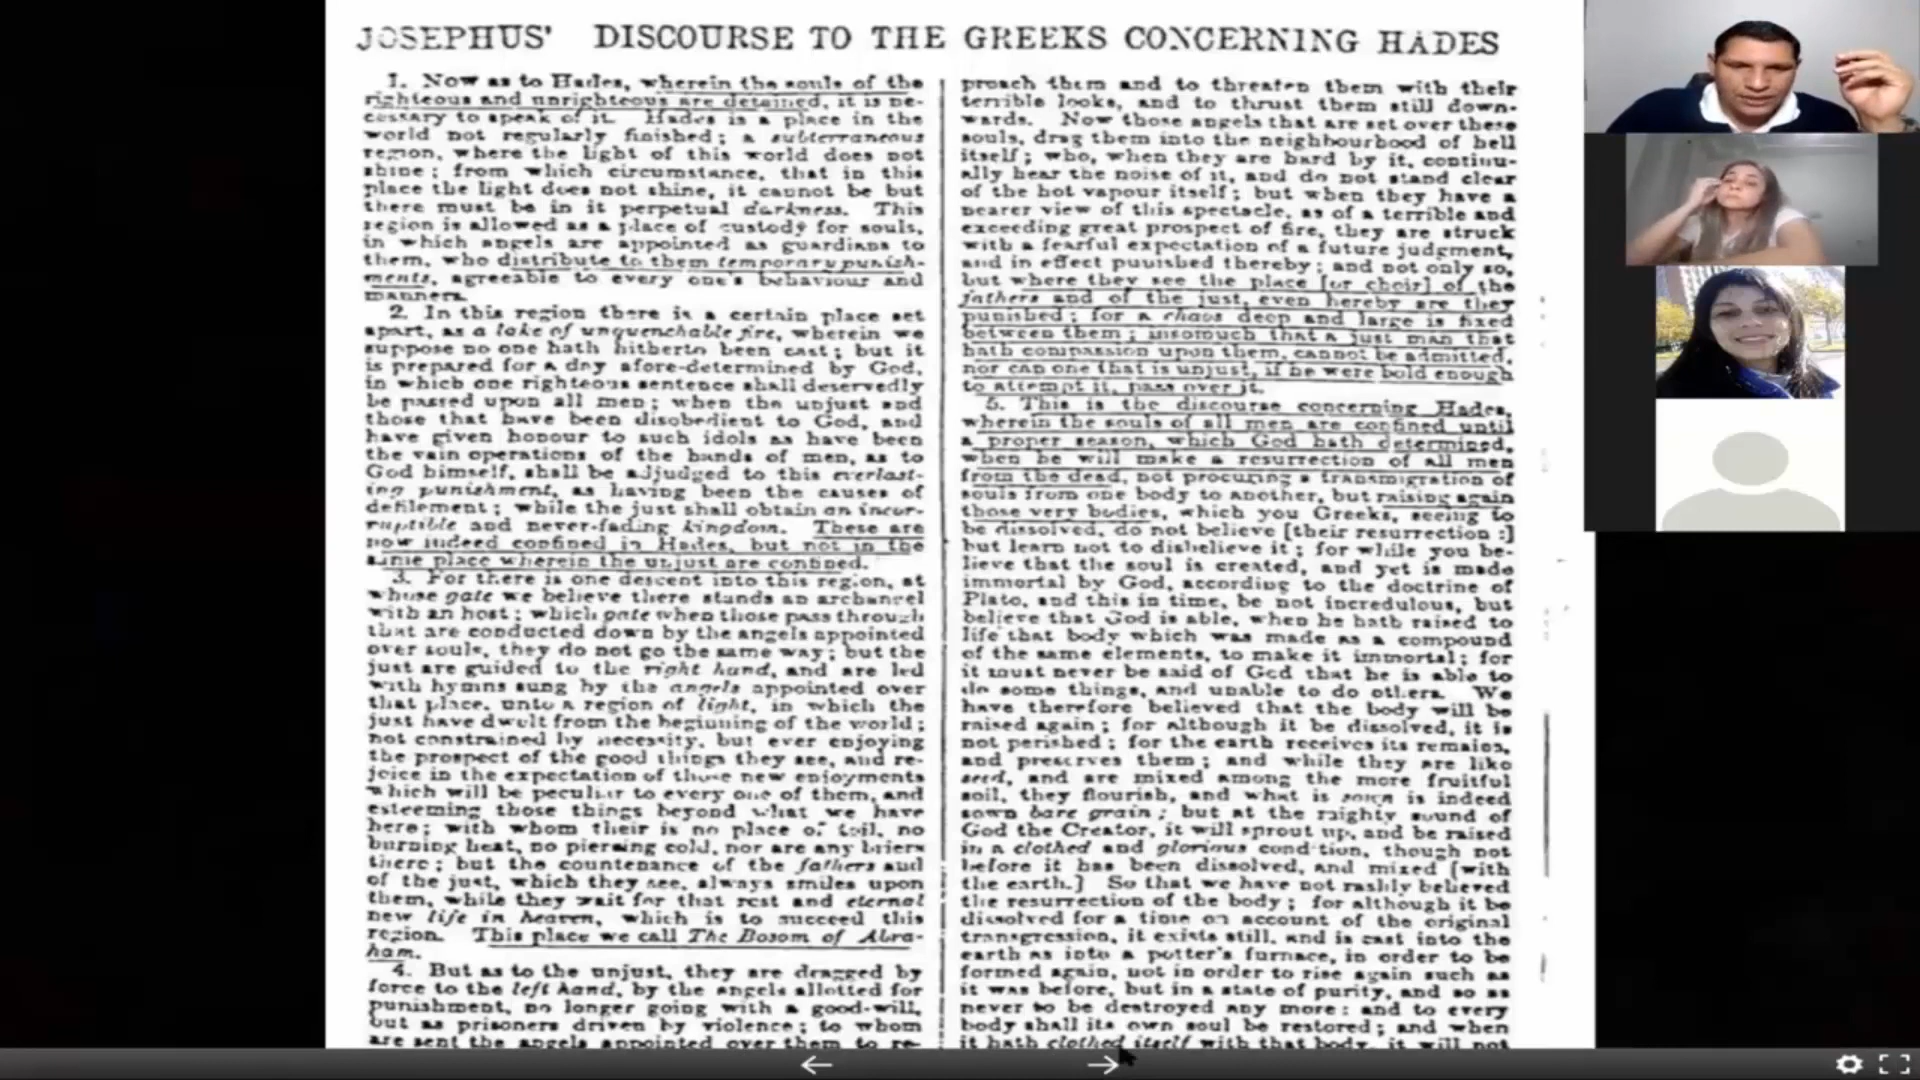 JOSEPHUS' DISCOURSE TO THE GREEKS CONCERNING HADES
1. Now as to Hades, wherein the souls of the
righteous and unrighteous are detained, it is ne-
cessary to speak of it. Hades is a place in the
world not regularly finished; a subterraneous
region, where the light of this world does not
shine; from which circumstance, that in this
place the light does not shine, it cannot be but
there must be in it perpetual darkness. This
region is allowed as a place of custody for souls,
in which angels are appointed as guardians to
them, who distribute to them temporary punish-
ments, agreeable to every one's behaviour and
manners.
2. In this region there is a certain place set
apart, as a lake of unquenchable fire, wherein we
suppose no one hath hitherto been cast; but it
is prepared for a day afore-determined by God,
in which one righteous sentence shall deservedly
be passed upon all men; when the unjust and
those that have been disobedient to God, and
have given honour to such idols as have been
the vain operations of the hands of men, as to
God himself, shall be adjudged to this everlast-
ing punishment, as having been the causes of
defilement; while the just shall obtain an incor-
ruptible and never-fading kingdom. These are
now indeed confined in Hades, but not in the
same place wherein the unjust are confined.
3. For there is one descent into this region, at
whose gate we believe there stands an archangel
with an host; which gate when those pass through
that are conducted down by the angels appointed
over souls, they do not go the same way; but the
just are guided to the right hand, and are led
with hymns sung by the angels appointed over
that place, unto a region of light, in which the
just have dwelt from the beginning of the world;
not constrained by necessity, but ever enjoying
the prospect of the good things they see, and re-
joice in the expectation of those new enjoyments
which will be peculiar to every one of them, and
esteeming those things beyond what we have
here; with whom their is no place of toil, no
burning heat, no piercing cold, nor are any briers
there; but the countenance of the fathers and
of the just, which they see, always smiles upon
them, while they wait for that rest and eternal
new life in heaven, which is to succeed this
region. This place we call The Bosom of Abra-
ham.
4. But as to the unjust, they are dragged by
force to the left hand, by the angels allotted for
punishment, no longer going with a good-will,
but as prisoners driven by violence; to whom
are sent the angels appointed over them to re-
proach them and to threaten them with their
terrible looks, and to thrust them still down-
wards. Now those angels that are set over these
souls, drag them into the neighbourhood of hell
itself; who, when they are hard by it, continu-
ally hear the noise of it, and do not stand clear
of the hot vapour itself; but when they have a
nearer view of this spectacle, as of a terrible and
exceeding great prospect of fire, they are struck
with a fearful expectation of a future judgment,
and in effect punished thereby; and not only so,
but where they see the place [or choir] of the
fathers and of the just, even hereby are they
punished; for a chaos deep and large is fixed
between them; insomuch that a just man that
hath compassion upon them, cannot be admitted,
nor can one that is unjust, if he were bold enough
to attempt it, pass over it.
5. This is the discourse concerning Hades,
wherein the souls of all men are confined until
a proper season, which God hath determined,
when he will make a resurrection of all men
from the dead, not procuring a transmigration of
souls from one body to another, but raising again
those very bodies, which you Greeks, seeing to
be dissolved, do not believe [their resurrection :]
but learn not to disbelieve it; for while you be-
lieve that the soul is created, and yet is made
immortal by God, according to the doctrine of
Plato, and this in time, be not incredulous, but
believe that God is able, when he hath raised to
life that body which was made as a compound
of the same elements, to make it immortal; for
it must never be said of God that he is able to
do some things, and unable to do others. We
have therefore believed that the body will be
raised again; for although it be dissolved, it is
not perished; for the earth receives its remains,
and preserves them; and while they are like
seed, and are mixed among the more fruitful
soil, they flourish, and what is sown is indeed
sown bare grain; but at the mighty sound of
God the Creator, it will sprout up, and be raised
in a clothed and glorious condition, though not
before it has been dissolved, and mixed [with
the earth.] So that we have not rashly believed
the resurrection of the body; for although it be
dissolved for a time on account of the original
transgression, it exists still, and is cast into the
earth as into a potter's furnace, in order to be
formed again, not in order to rise again such as
it was before, but in a state of purity, and so as
never to be destroyed any more: and to every
body shall its own soul be restored; and when
it hath clothed itself with that body, it will not